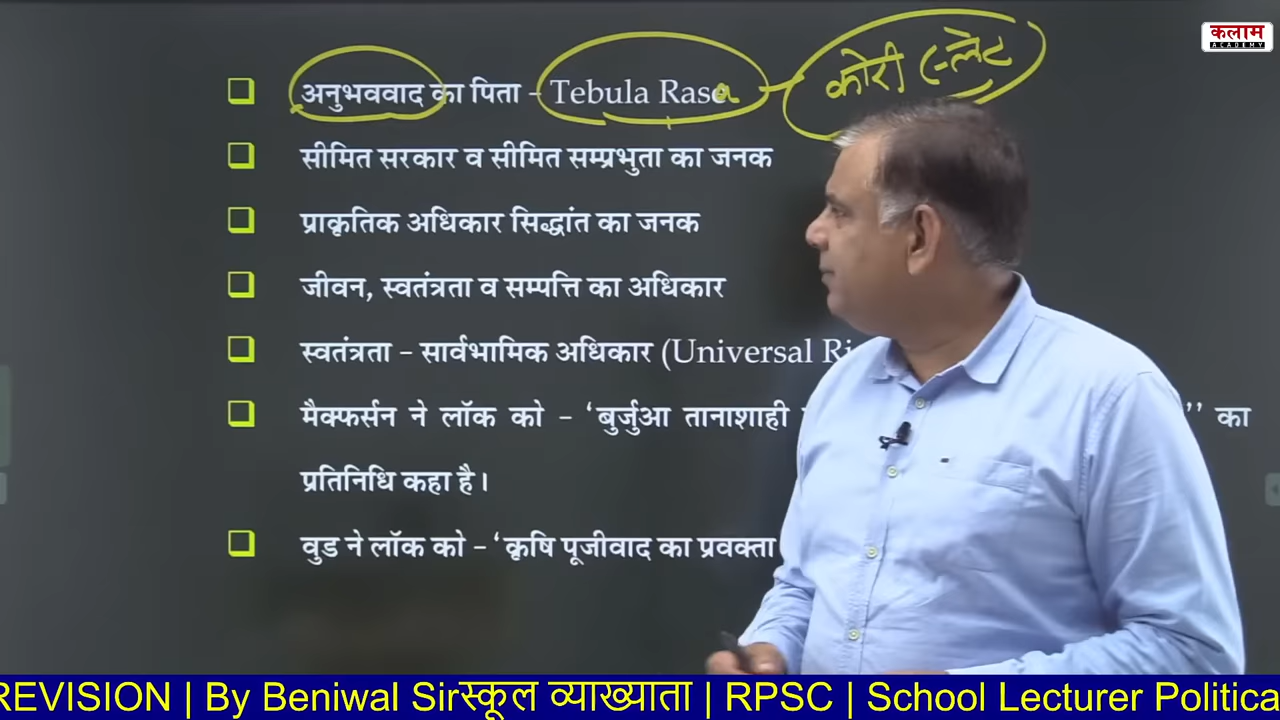 कलाम
ACADEMY
कोरी स्लेट
अनुभववाद का पिता – Tebula Rasa
सीमित सरकार व सीमित सम्प्रभुता का जनक
प्राकृतिक अधिकार सिद्धांत का जनक
जीवन, स्वतंत्रता व सम्पत्ति का अधिकार
स्वतंत्रता – सार्वभामिक अधिकार (Universal
मैक्फर्सन ने लॉक को – ‘बुर्जुआ तानाशाही ’’ का
प्रतिनिधि कहा है।
वुड ने लॉक को – ‘कृषि पूजीवाद का प्रवक्ता
REVISION | By Beniwal Sirस्कूल व्याख्याता | RPSC | School Lecturer Politica